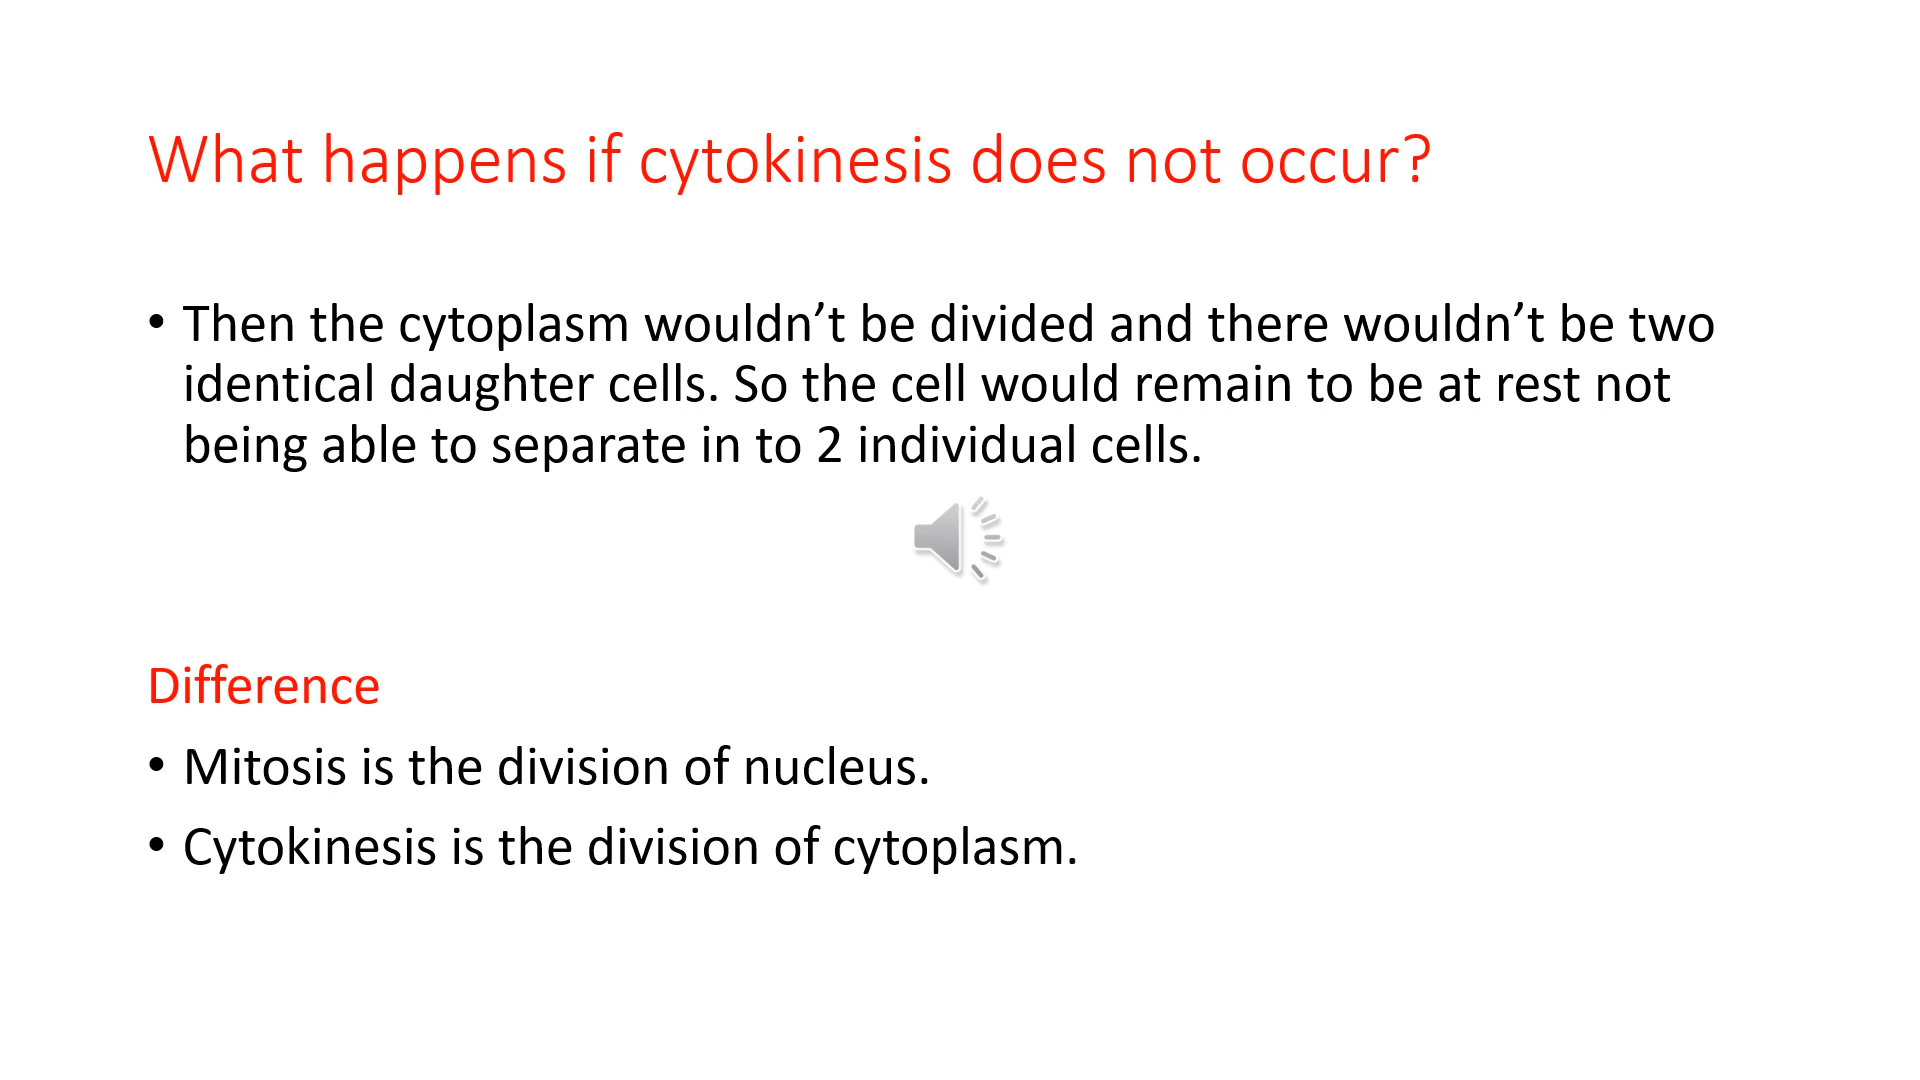 What happens if cytokinesis does not occur?
• Then the cytoplasm wouldn’t be divided and there wouldn’t be two
identical daughter cells. So the cell would remain to be at rest not
being able to separate in to 2 individual cells.
Difference
• Mitosis is the division of nucleus.
• Cytokinesis is the division of cytoplasm.